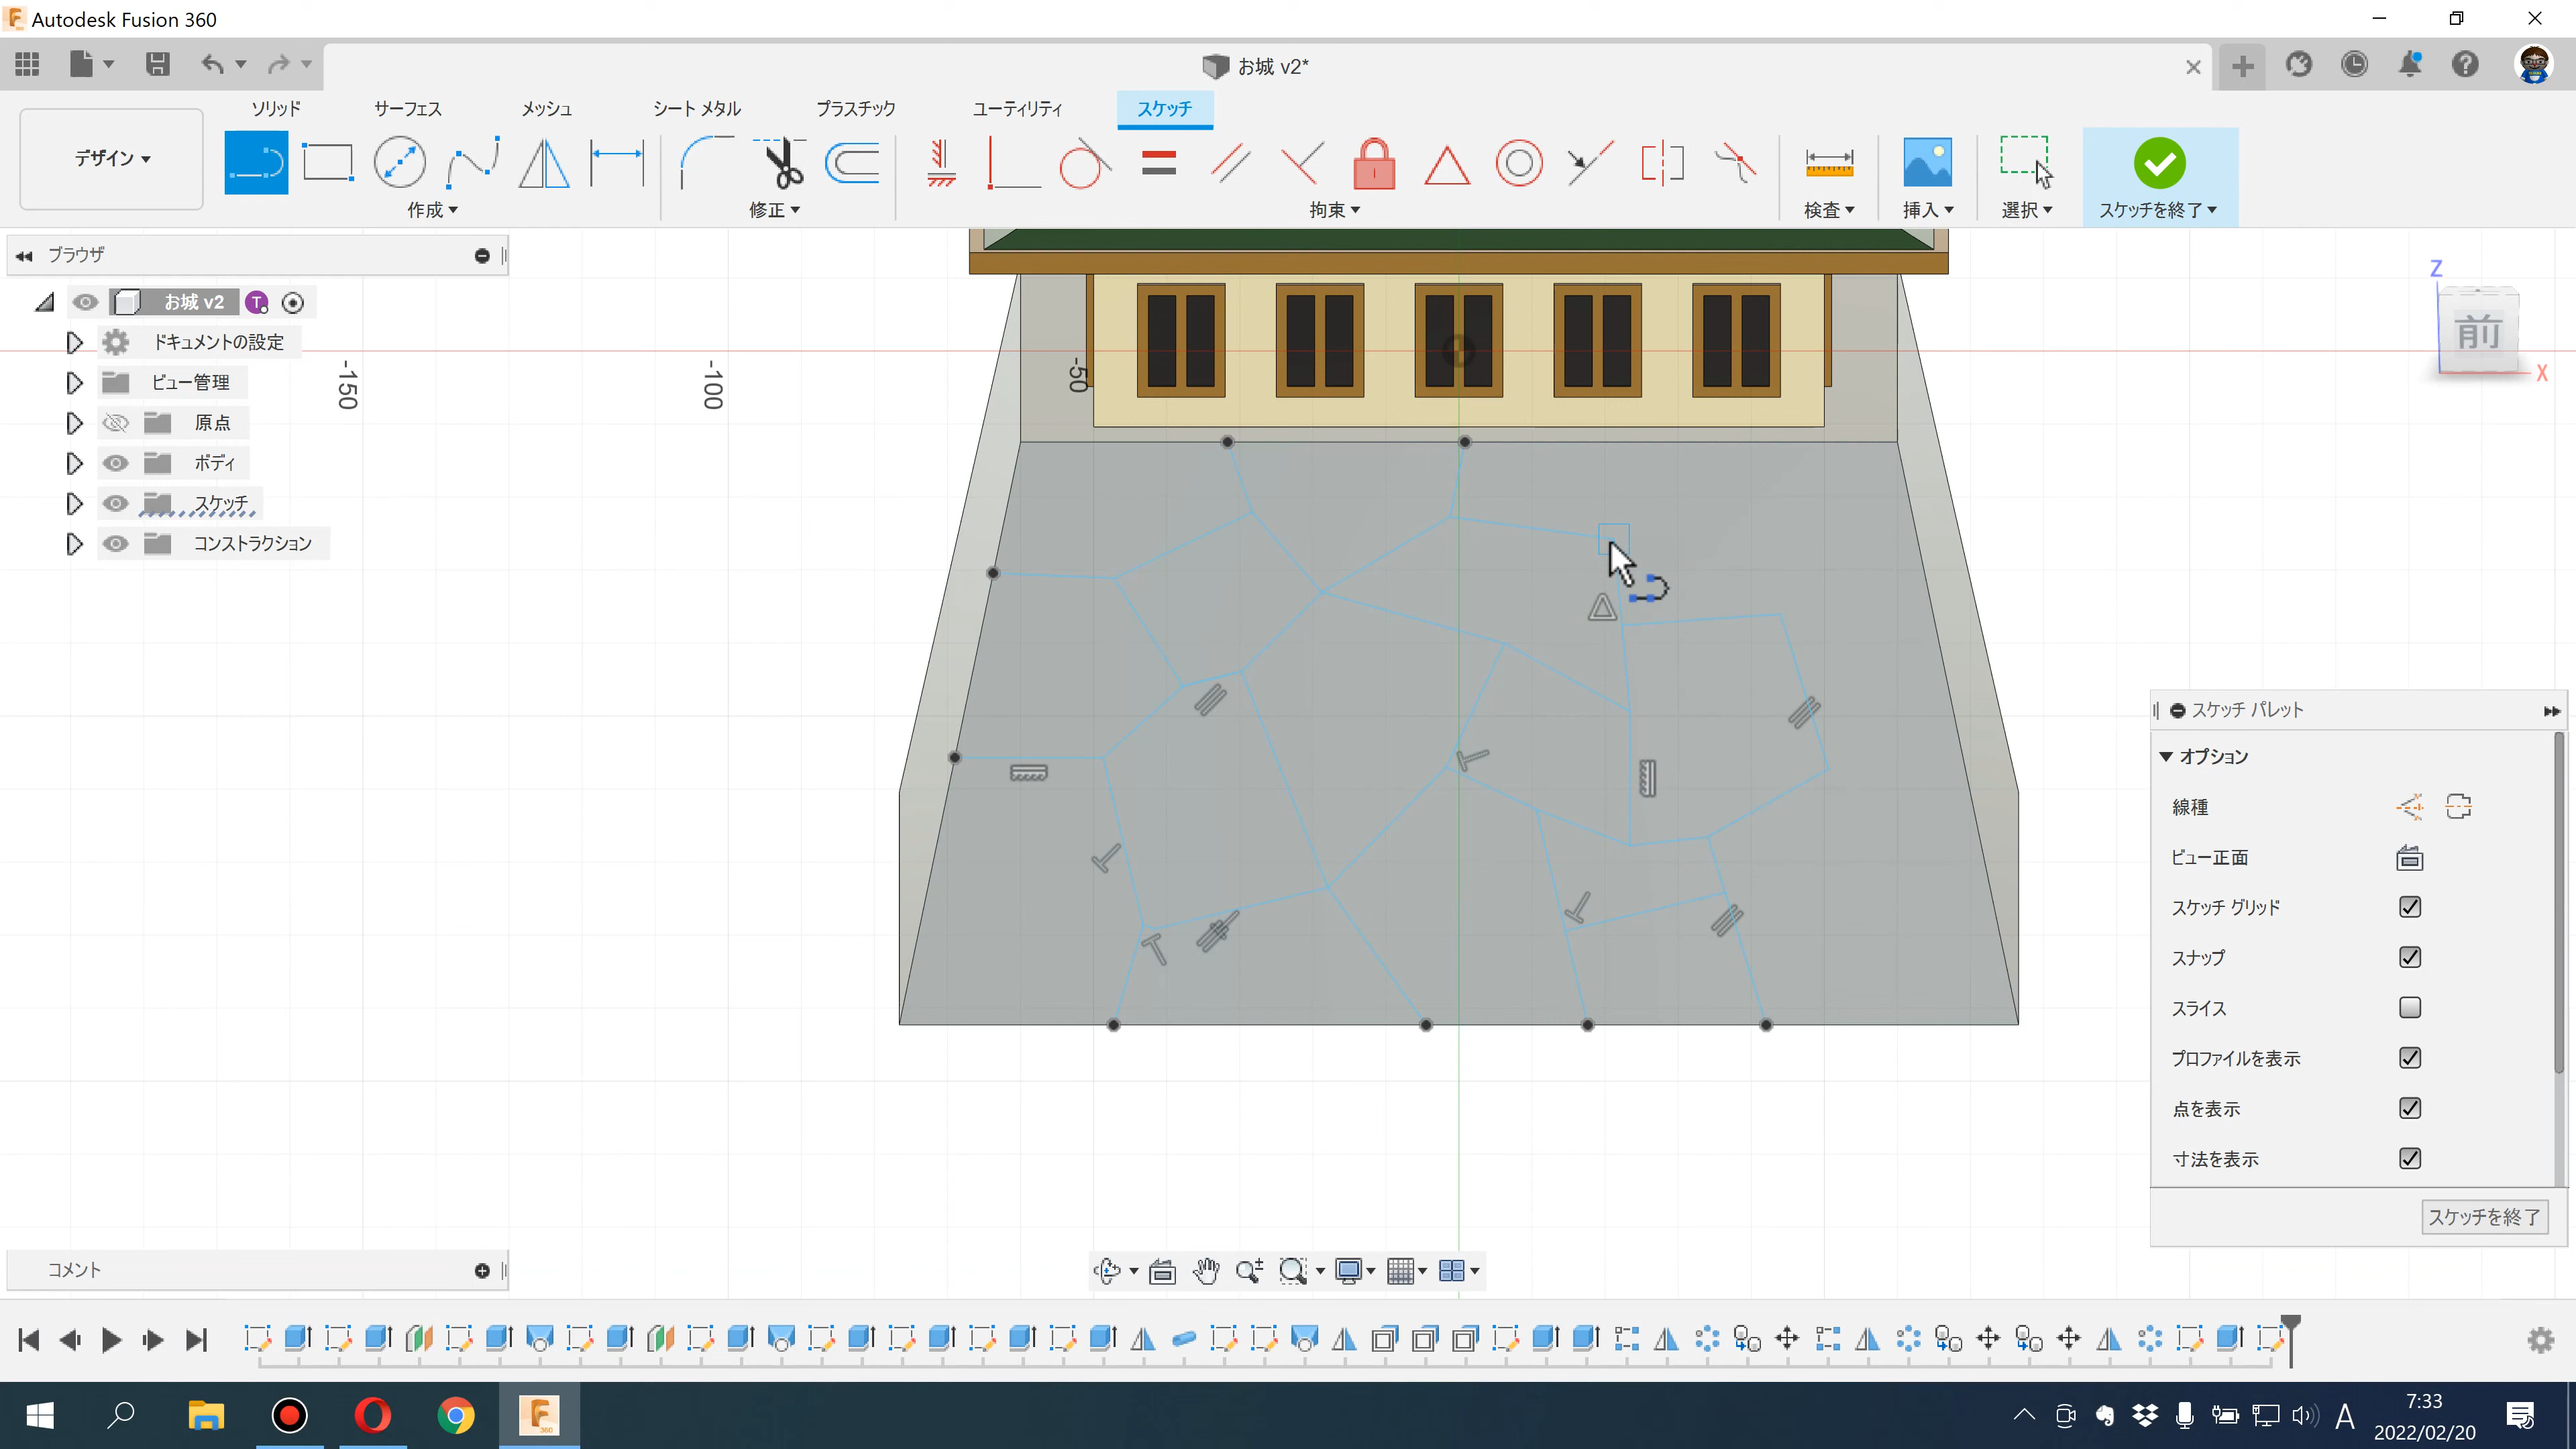 Autodesk Fusion 360
お城 v2*
ソリッド
サーフェス
メッシュ
シート メタル
プラスチック
ユーティリティ
スケッチ
デザイン
作成
修正
拘束
検査
挿入
選択
スケッチを終了
ブラウザ
お城 v2
ドキュメントの設定
ビュー管理
原点
ボディ
スケッチ
コンストラクション
-150
-100
-50
Z
前
X
スケッチ パレット
オプション
線種
ビュー正面
スケッチ グリッド
スナップ
スライス
プロファイルを表示
点を表示
寸法を表示
スケッチを終了
コメント
A
7:33
2022/02/20